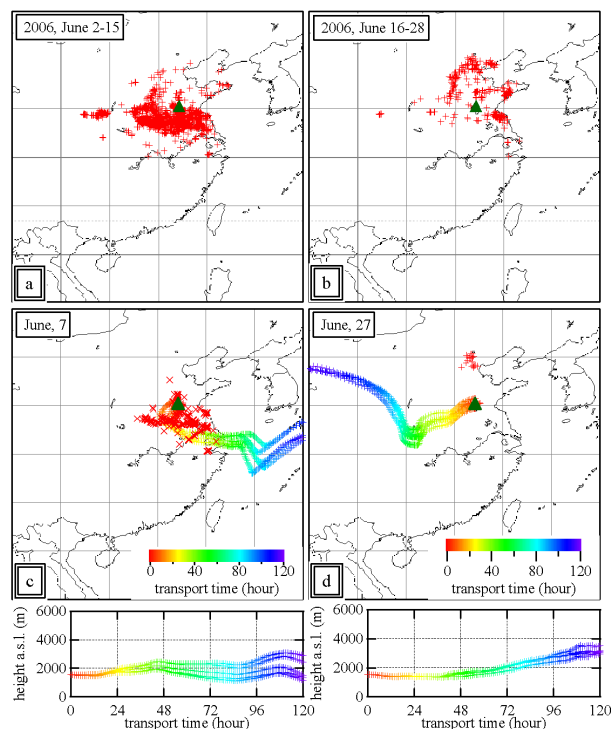 2006, June 2-15
2006, June 16-28
a
b
June, 7
June, 27
0 40 80 120
transport time (hour)
0 40 80 120
transport time (hour)
c
d
height a.s.l. (m)
6000
4000
2000
0
0 24 48 72 96 120
transport time (hour)
height a.s.l. (m)
6000
4000
2000
0
0 24 48 72 96 120
transport time (hour)